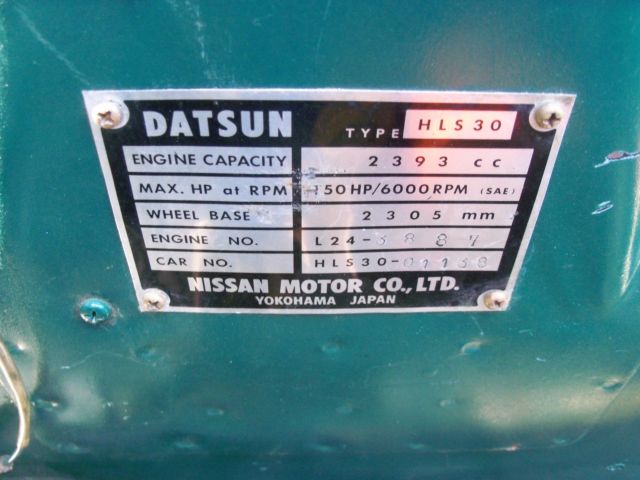 DATSUN TYPE HLS30
ENGINE CAPACITY 2393 cc
MAX. HP at RPM 150HP/6000RPM (SAE)
WHEEL BASE 2305 mm
ENGINE NO. L24-
CAR NO. HLS30-01138
NISSAN MOTOR CO., LTD.
YOKOHAMA JAPAN